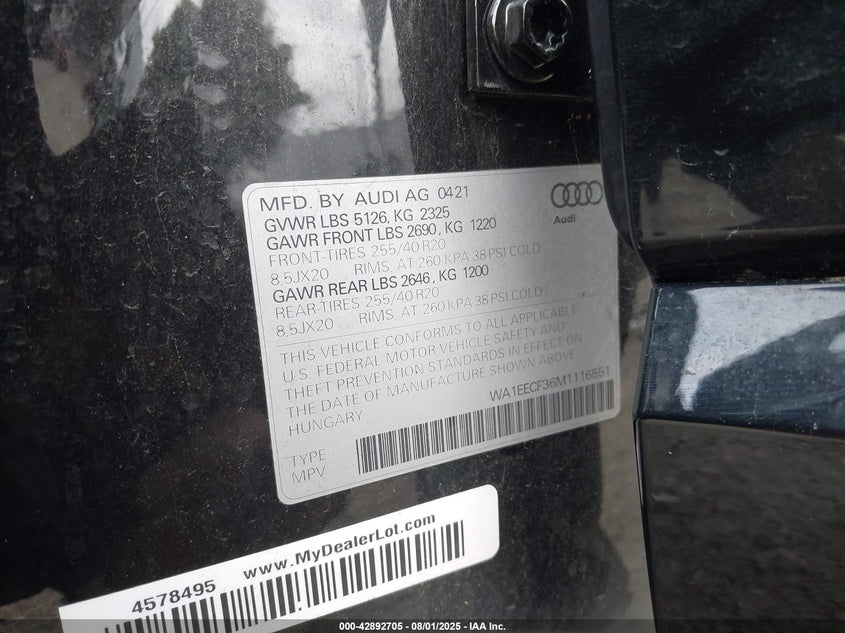 MFD. BY AUDI AG 0421
GVWR LBS 5126, KG 2325
GAWR FRONT LBS 2690, KG 1220
FRONT-TIRES 255/40 R20
8,5JX20 RIMS, AT 260 KPA 38 PSI COLD
GAWR REAR LBS 2646, KG 1200
REAR-TIRES 255/40 R20
8,5JX20 RIMS, AT 260 KPA 38 PSI COLD
Audi
THIS VEHICLE CONFORMS TO ALL APPLICABLE
U.S. FEDERAL MOTOR VEHICLE SAFETY AND
THEFT PREVENTION STANDARDS IN EFFECT ON
THE DATE OF MANUFACTURE SHOWN ABOVE
HUNGARY
WA1EECF36M1116551
TYPE
MPV
4578495 www.MyDealerLot.com
000-42892705 - 08/01/2025 - IAA Inc.